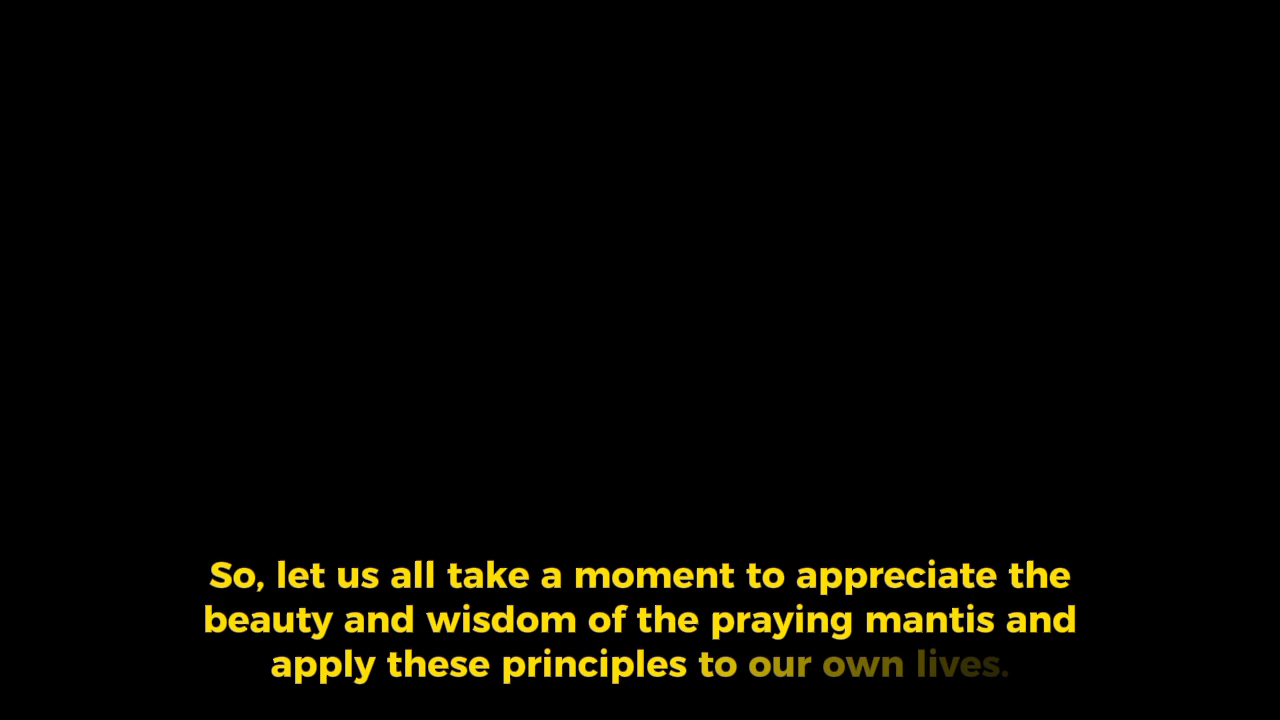 So, let us all take a moment to appreciate the
beauty and wisdom of the praying mantis and
apply these principles to our own lives.